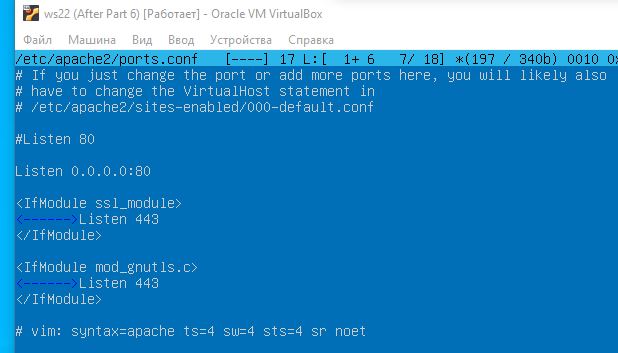 ws22 (After Part 6) [Работает] - Oracle VM VirtualBox
Файл Машина Вид Ввод Устройства Справка
/etc/apache2/ports.conf [----] 17 L:[ 1+ 6 7/ 18] *(197 / 340b) 0010 0x
# If you just change the port or add more ports here, you will likely also
# have to change the VirtualHost statement in
# /etc/apache2/sites-enabled/000-default.conf
#Listen 80
Listen 0.0.0.0:80
<IfModule ssl_module>
<------>Listen 443
</IfModule>
<IfModule mod_gnutls.c>
<------>Listen 443
</IfModule>
# vim: syntax=apache ts=4 sw=4 sts=4 sr noet